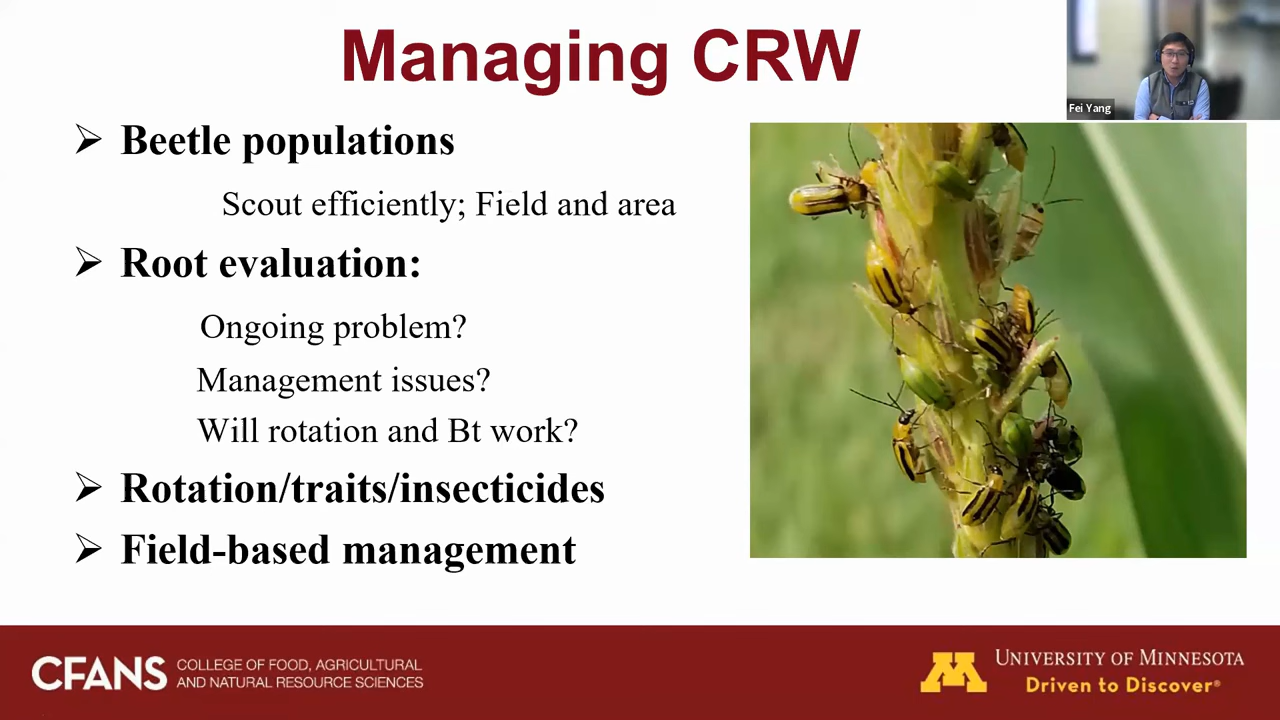 Managing CRW
Fei Yang
➢ Beetle populations
Scout efficiently; Field and area
➢ Root evaluation:
Ongoing problem?
Management issues?
Will rotation and Bt work?
➢ Rotation/traits/insecticides
➢ Field-based management
CFANS
COLLEGE OF FOOD, AGRICULTURAL
AND NATURAL RESOURCE SCIENCES
M
UNIVERSITY OF MINNESOTA
Driven to Discover®